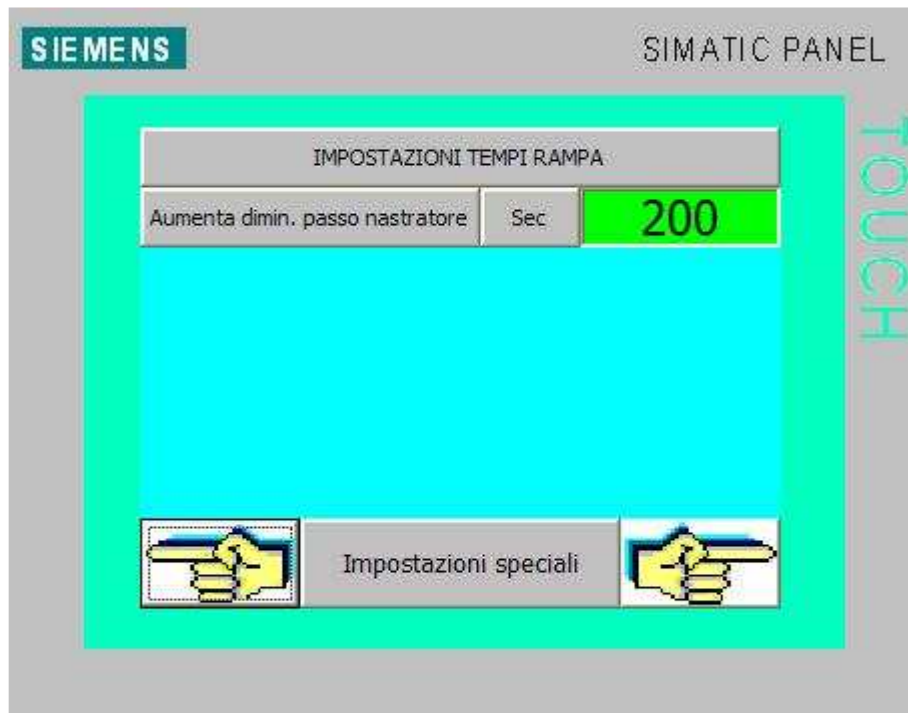 SIEMENS
SIMATIC PANEL
TOUCH
IMPOSTAZIONI TEMPI RAMPA
Aumenta dimin. passo nastratore Sec 200
Impostazioni speciali